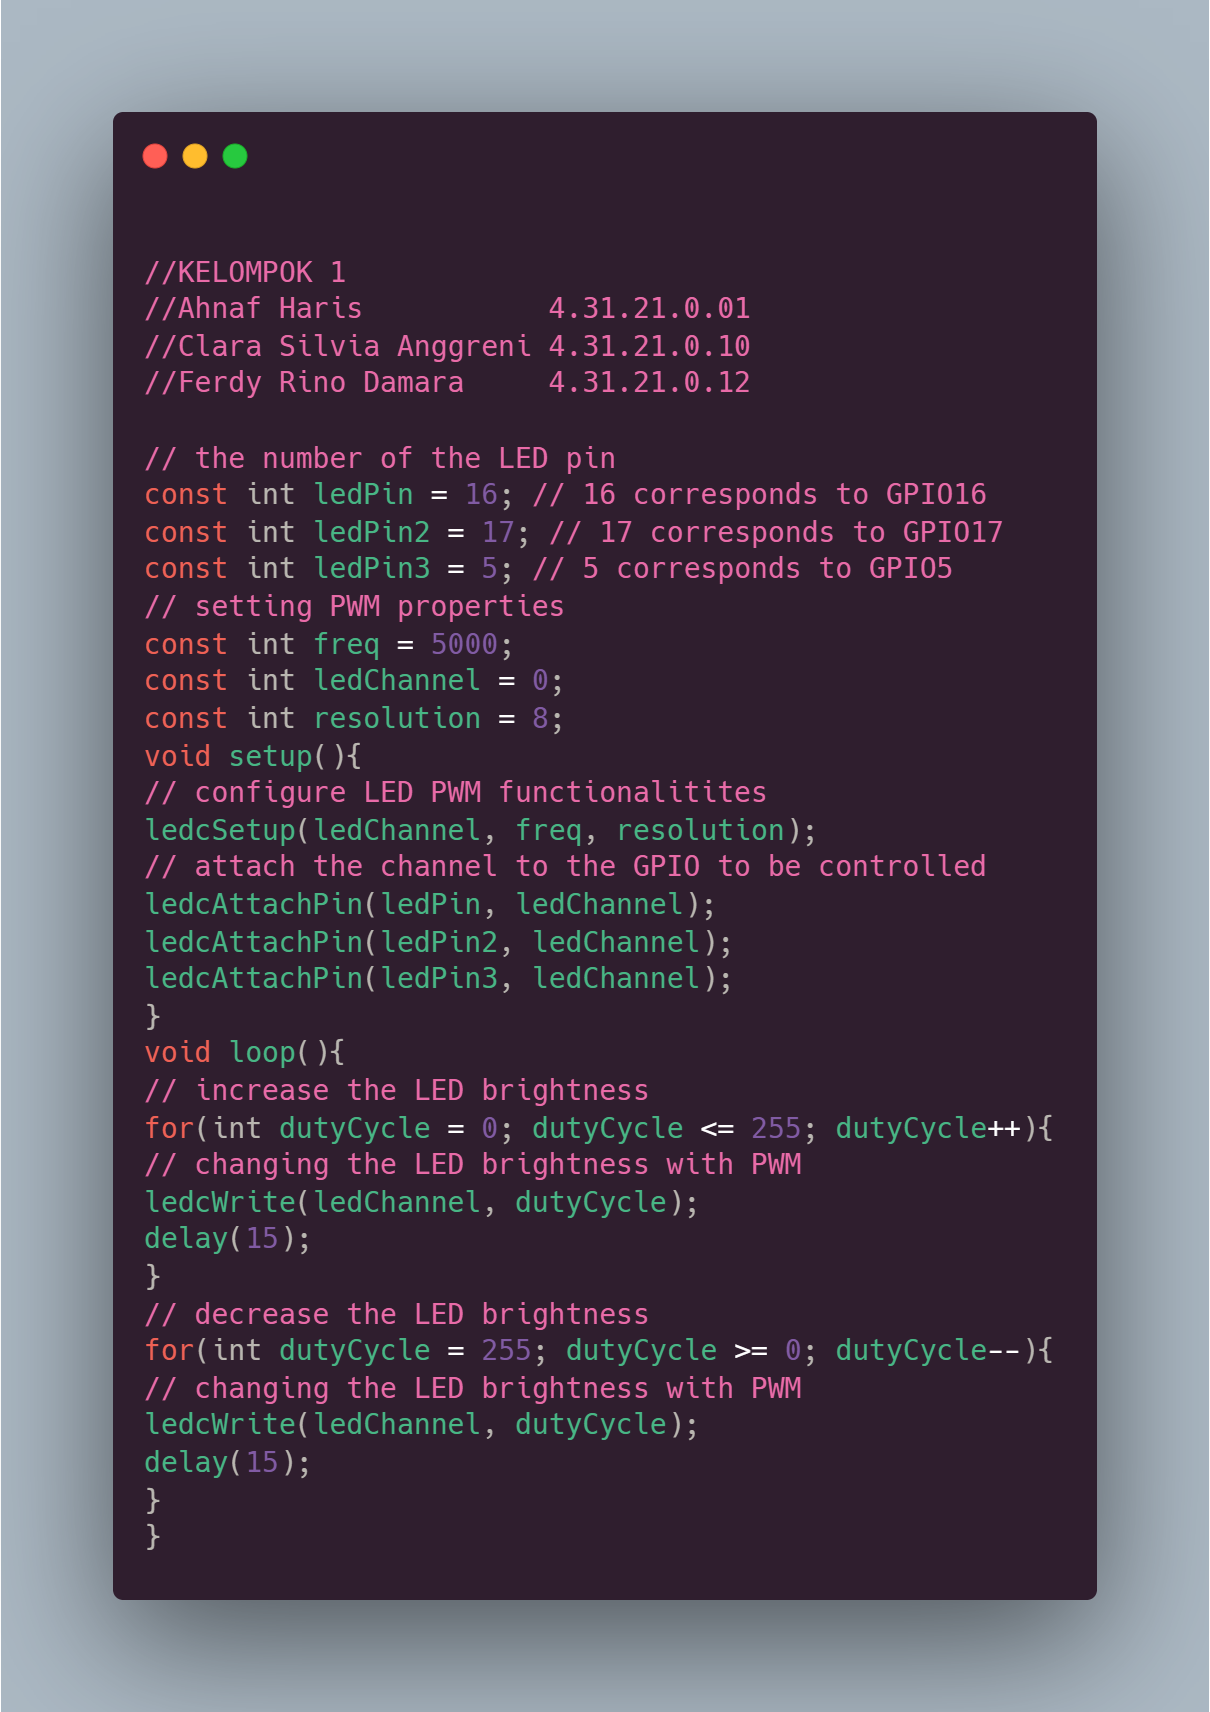 //KELOMPOK 1
//Ahnaf Haris           4.31.21.0.01
//Clara Silvia Anggreni 4.31.21.0.10
//Ferdy Rino Damara     4.31.21.0.12

// the number of the LED pin
const int ledPin = 16; // 16 corresponds to GPIO16
const int ledPin2 = 17; // 17 corresponds to GPIO17
const int ledPin3 = 5; // 5 corresponds to GPIO5
// setting PWM properties
const int freq = 5000;
const int ledChannel = 0;
const int resolution = 8;
void setup(){
// configure LED PWM functionalitites
ledcSetup(ledChannel, freq, resolution);
// attach the channel to the GPIO to be controlled
ledcAttachPin(ledPin, ledChannel);
ledcAttachPin(ledPin2, ledChannel);
ledcAttachPin(ledPin3, ledChannel);
}
void loop(){
// increase the LED brightness
for(int dutyCycle = 0; dutyCycle <= 255; dutyCycle++){
// changing the LED brightness with PWM
ledcWrite(ledChannel, dutyCycle);
delay(15);
}
// decrease the LED brightness
for(int dutyCycle = 255; dutyCycle >= 0; dutyCycle--){
// changing the LED brightness with PWM
ledcWrite(ledChannel, dutyCycle);
delay(15);
}
}